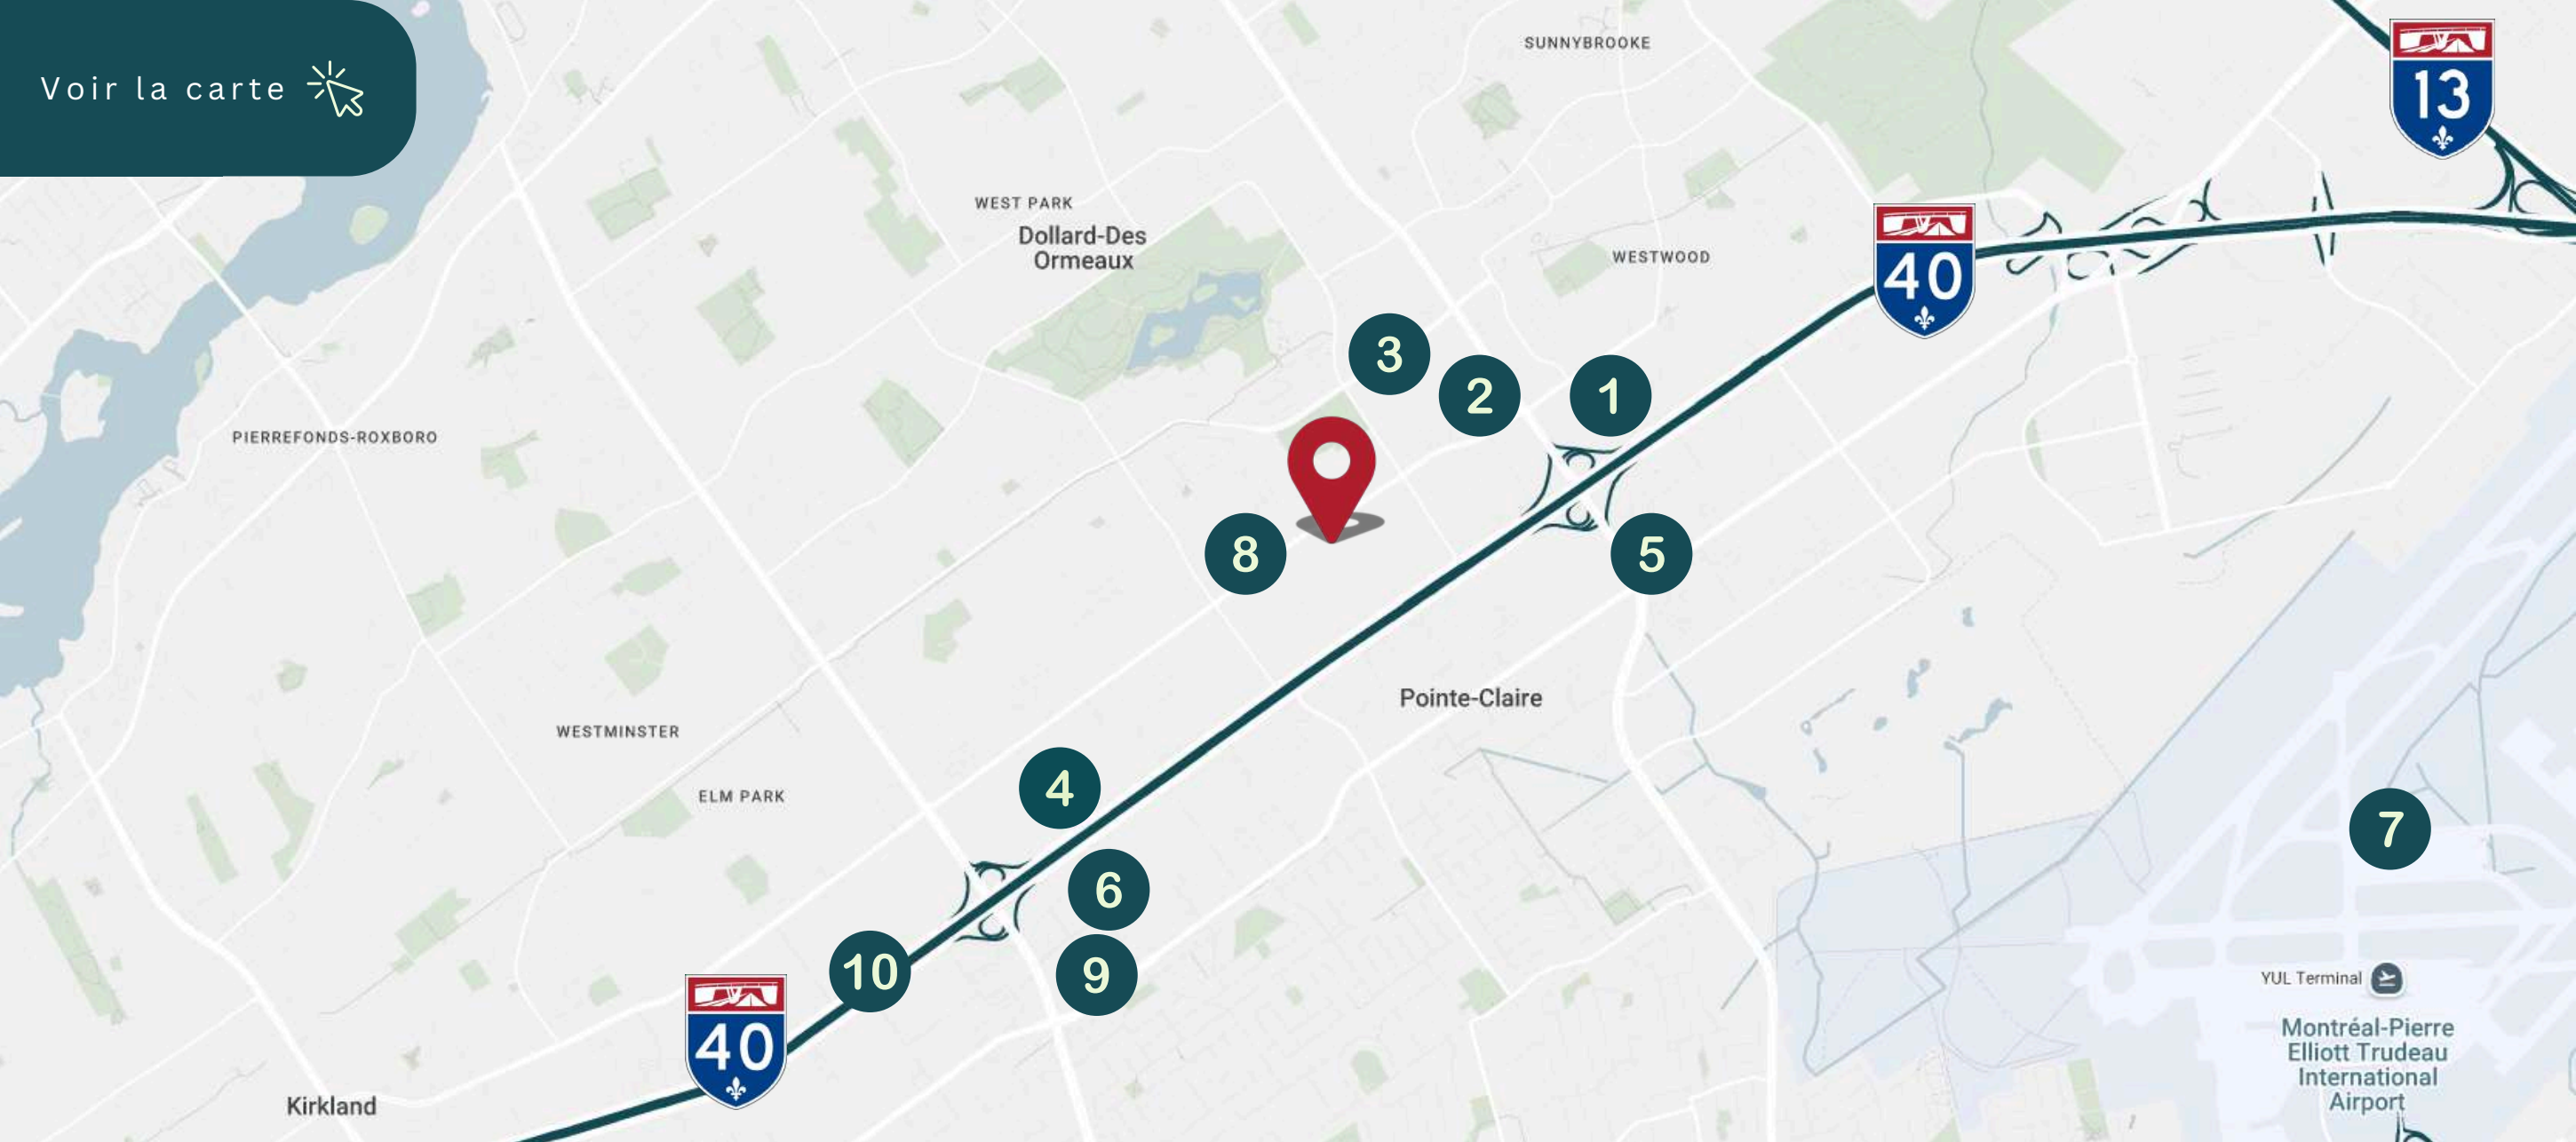 Voir la carte
SUNNYBROOKE
13
WEST PARK
Dollard-Des
Ormeaux
WESTWOOD
40
3
2
1
PIERREFONDS-ROXBORO
8
5
Pointe-Claire
WESTMINSTER
4
ELM PARK
7
6
10
9
YUL Terminal
40
Montréal-Pierre
Elliott Trudeau
International
Airport
Kirkland